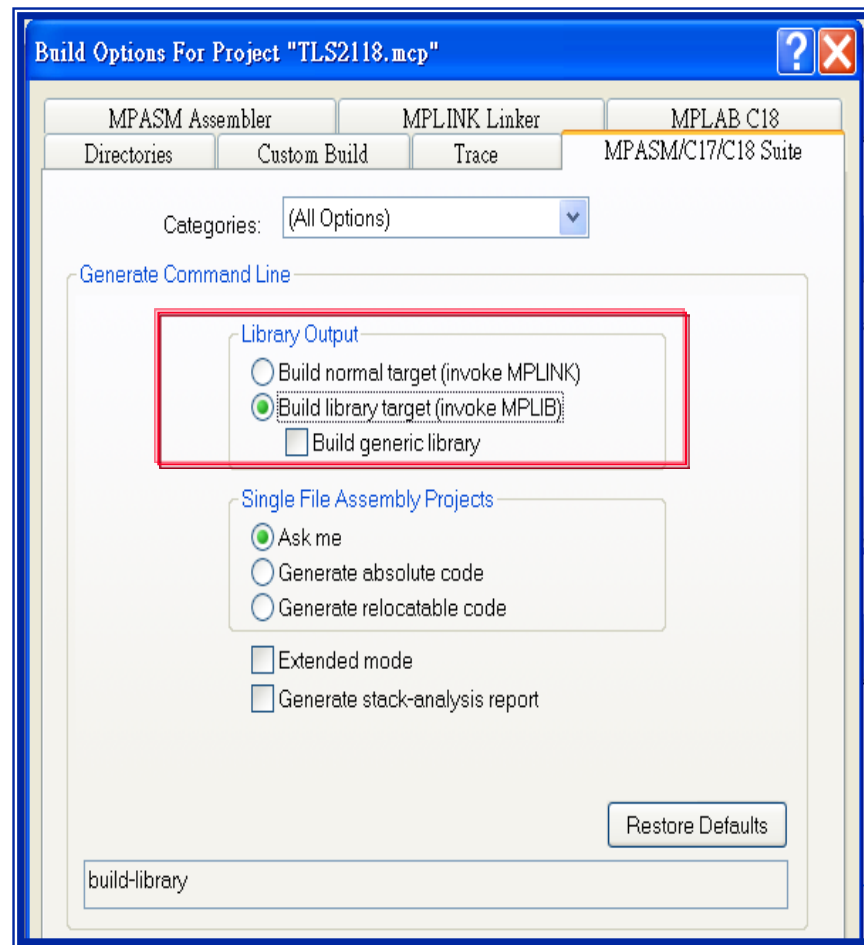 Build Options For Project "TLS2118.mcp"
MPASM Assembler MPLINK Linker MPLAB C18
Directories Custom Build Trace MPASM/C17/C18 Suite
Categories: (All Options)
Generate Command Line
Library Output
Build normal target (invoke MPLINK)
Build library target (invoke MPLIB)
Build generic library
Single File Assembly Projects
Ask me
Generate absolute code
Generate relocatable code
Extended mode
Generate stack-analysis report
Restore Defaults
build-library